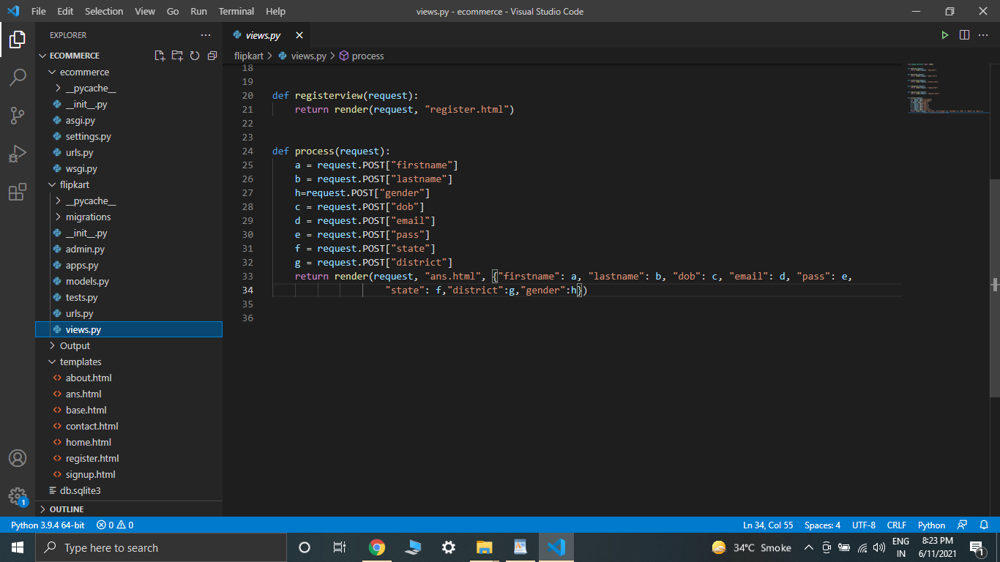 File Edit Selection View Go Run Terminal Help views.py - ecommerce - Visual Studio Code
EXPLORER
ECOMMERCE
ecommerce
__pycache__
__init__.py
asgi.py
settings.py
urls.py
wsgi.py
flipkart
__pycache__
migrations
__init__.py
admin.py
apps.py
models.py
tests.py
urls.py
views.py
Output
templates
about.html
ans.html
base.html
contact.html
home.html
register.html
signup.html
db.sqlite3
OUTLINE
1
views.py
flipkart > views.py > process
18
19
20 def registerview(request):
21 return render(request, "register.html")
22
23
24 def process(request):
25 a = request.POST["firstname"]
26 b = request.POST["lastname"]
27 h=request.POST["gender"]
28 c = request.POST["dob"]
29 d = request.POST["email"]
30 e = request.POST["pass"]
31 f = request.POST["state"]
32 g = request.POST["district"]
33 return render(request, "ans.html", {"firstname": a, "lastname": b, "dob": c, "email": d, "pass": e,
34 "state": f,"district":g,"gender":h})
35
36
Python 3.9.4 64-bit 0 0 Ln 34, Col 55 Spaces: 4 UTF-8 CRLF Python
Type here to search 34°C Smoke ENG IN 8:23 PM 6/11/2021 1